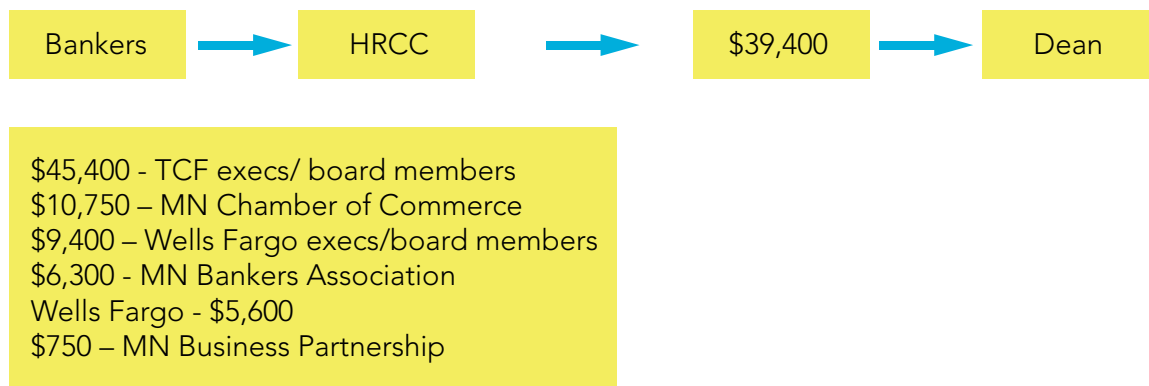 Bankers
HRCC
$39,400
Dean
$45,400 - TCF execs/ board members
$10,750 – MN Chamber of Commerce
$9,400 – Wells Fargo execs/board members
$6,300 - MN Bankers Association
Wells Fargo - $5,600
$750 – MN Business Partnership